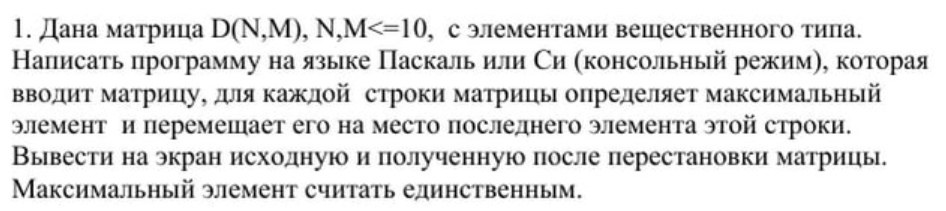 1. Дана матрица D(N,M), N,M<=10, с элементами вещественного типа.
Написать программу на языке Паскаль или Си (консольный режим), которая
вводит матрицу, для каждой строки матрицы определяет максимальный
элемент и перемещает его на место последнего элемента этой строки.
Вывести на экран исходную и полученную после перестановки матрицы.
Максимальный элемент считать единственным.